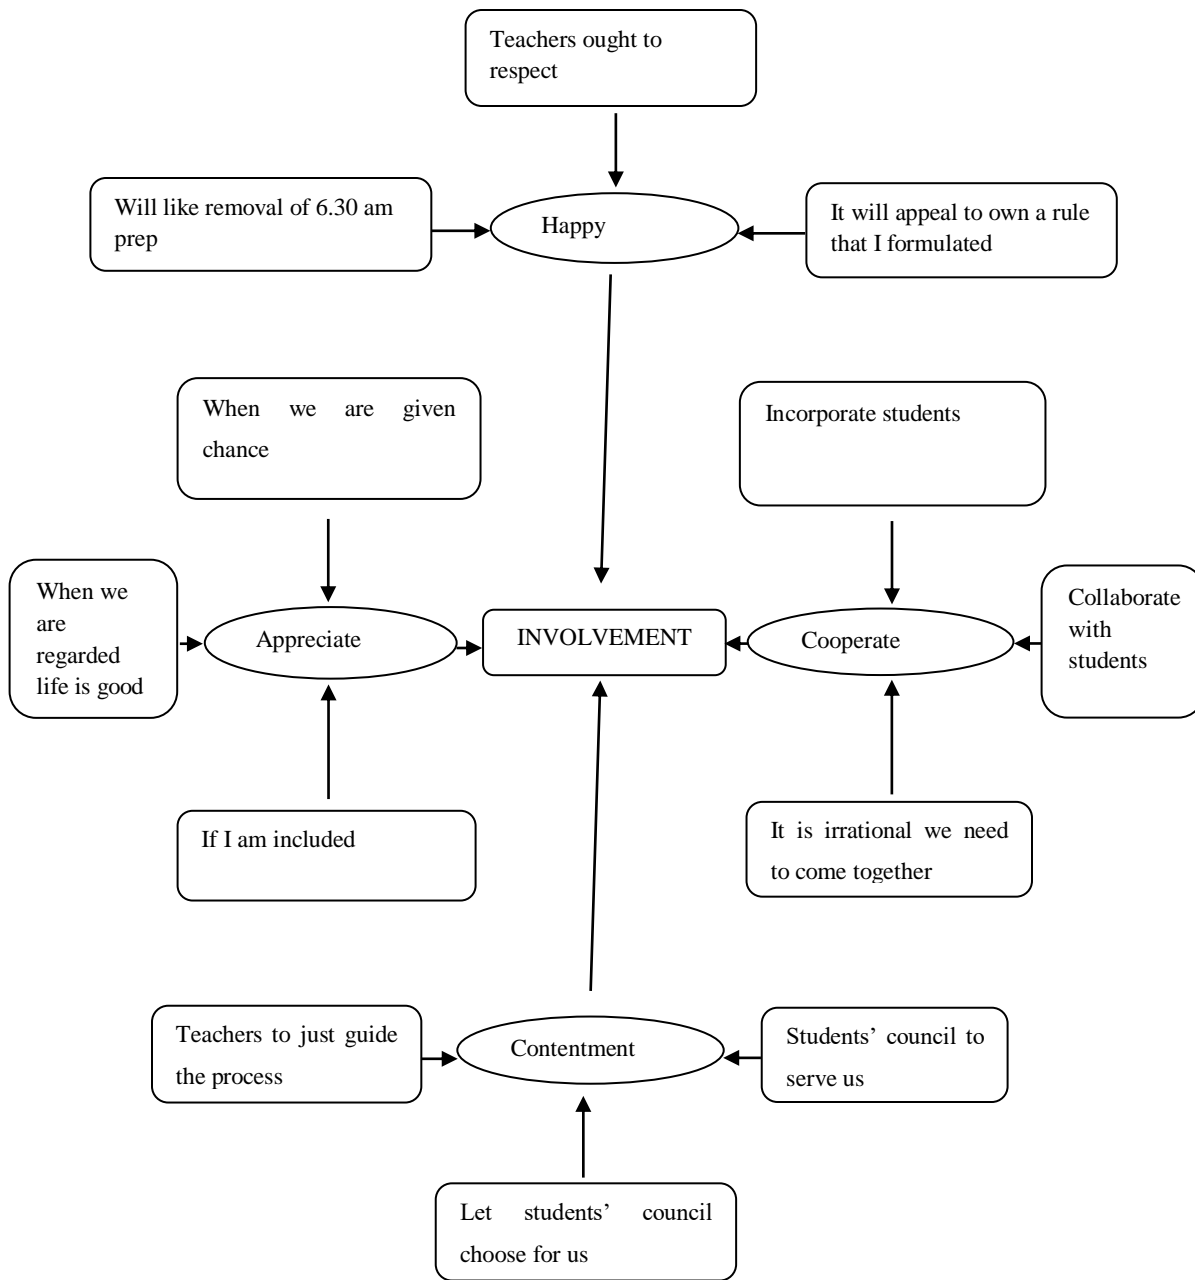 Teachers ought to
respect
Will like removal of 6.30 am
prep
Happy
It will appeal to own a rule
that I formulated
When we are given
chance
Incorporate students
When we
are
regarded
life is good
Appreciate
INVOLVEMENT
Cooperate
Collaborate
with
students
If I am included
It is irrational we need
to come together
Teachers to just guide
the process
Contentment
Students’ council to
serve us
Let students’ council
choose for us